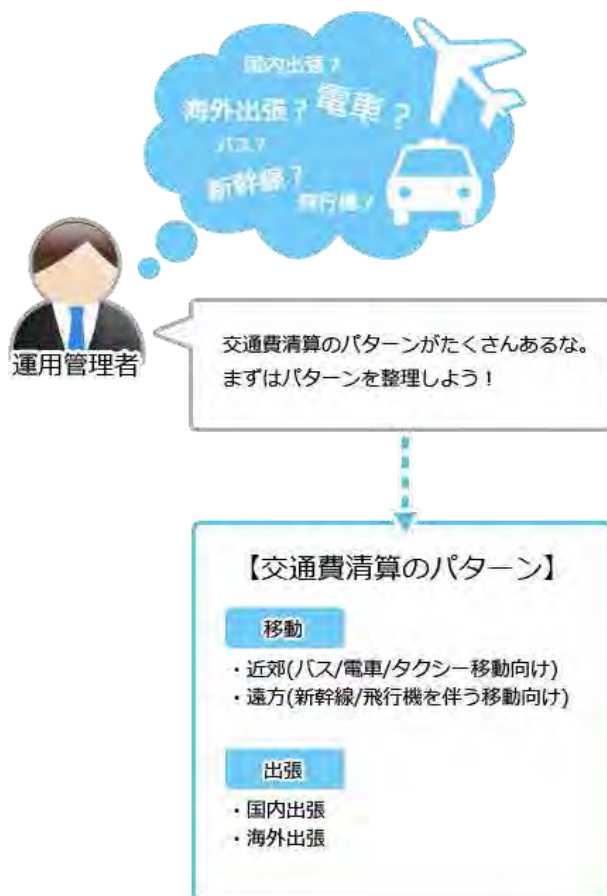 国内出張？
海外出張？電車？
バス？
新幹線？
飛行機？
運用管理者
交通費清算のパターンがたくさんあるな。
まずはパターンを整理しよう！
【交通費清算のパターン】
移動
・近郊(バス/電車/タクシー移動向け)
・遠方(新幹線/飛行機を伴う移動向け)
出張
・国内出張
・海外出張